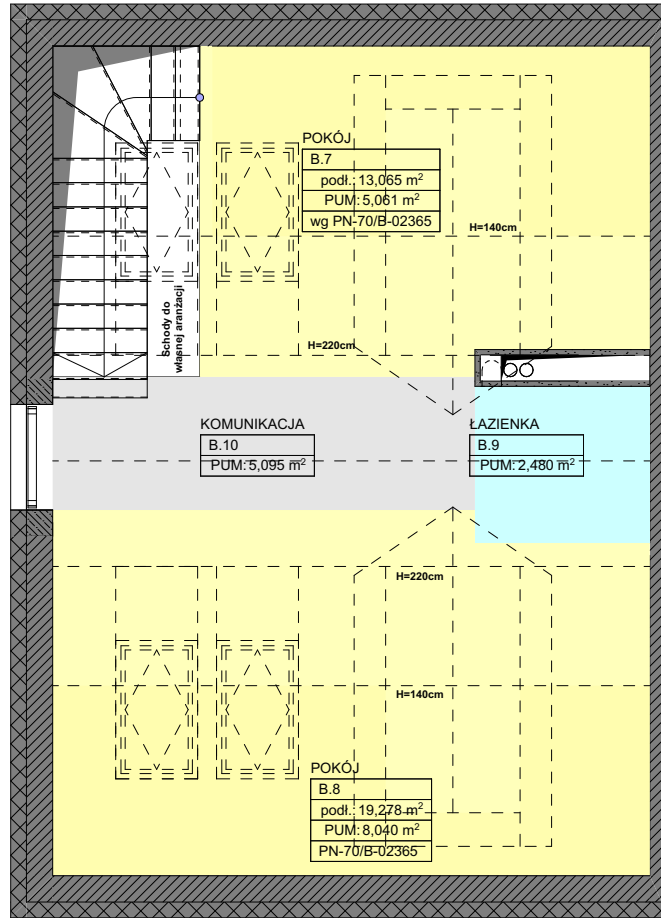 POKÓJ
B.7
podł.: 13,065 m²
PUM: 5,061 m²
wg PN-70/B-02365
H=140cm
Schody do
własnej aranżacji
H=220cm
KOMUNIKACJA
B.10
PUM: 5,095 m²
ŁAZIENKA
B.9
PUM: 2,480 m²
H=220cm
H=140cm
POKÓJ
B.8
podł.: 19,278 m²
PUM: 8,040 m²
PN-70/B-02365